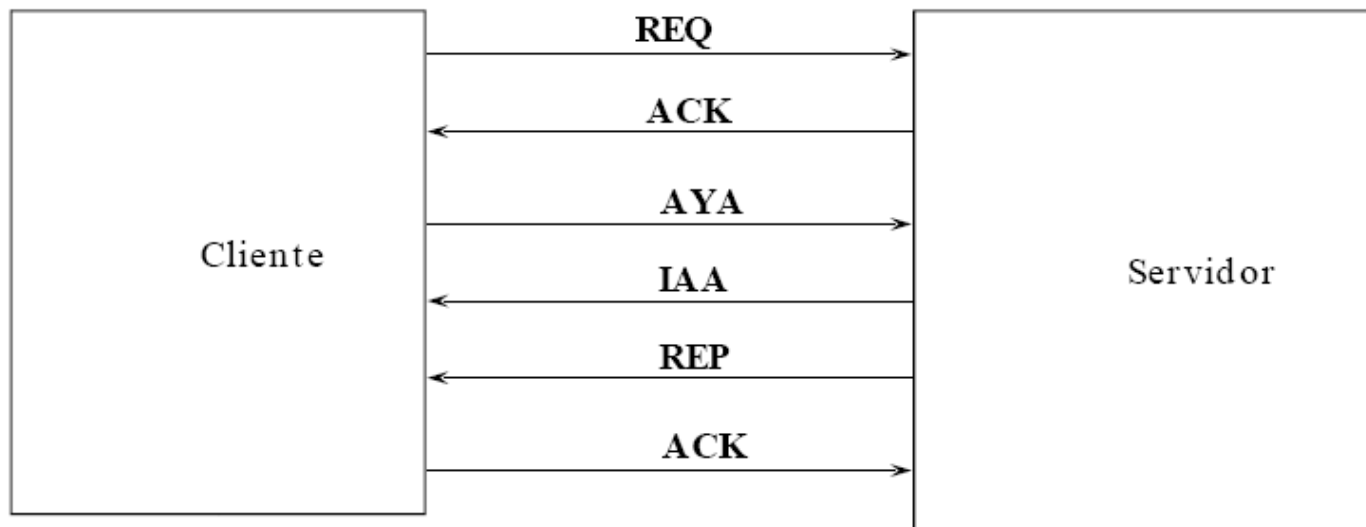 REQ
ACK
AYA
Cliente
IAA
Servidor
REP
ACK